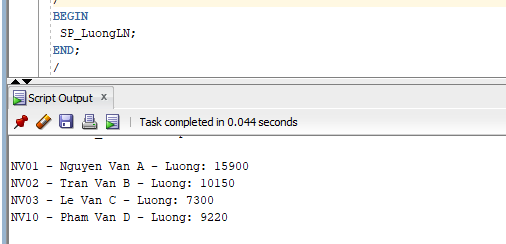 /
BEGIN
SP_LuongLN;
END;
/
Script Output x
Task completed in 0.044 seconds
NV01 - Nguyen Van A - Luong: 15900
NV02 - Tran Van B - Luong: 10150
NV03 - Le Van C - Luong: 7300
NV10 - Pham Van D - Luong: 9220